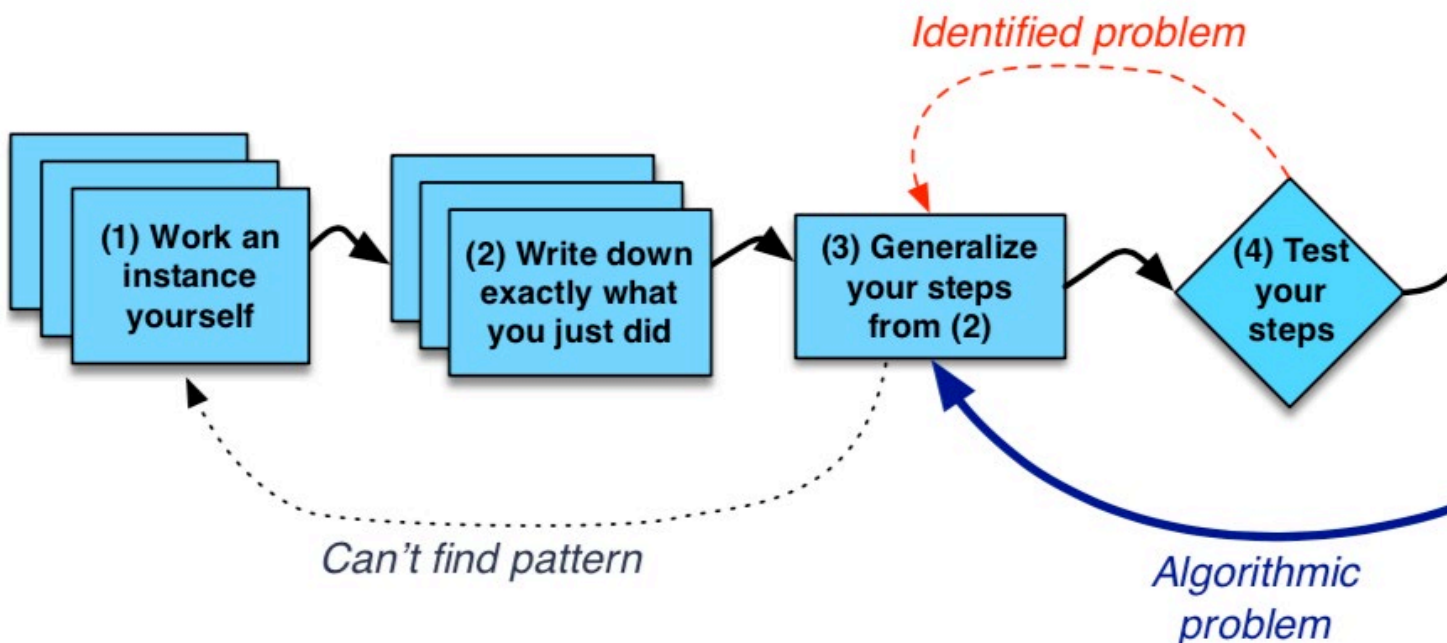 Identified problem
(1) Work an
instance
yourself
(2) Write down
exactly what
you just did
(3) Generalize
your steps
from (2)
(4) Test
your
steps
Can't find pattern
Algorithmic
problem